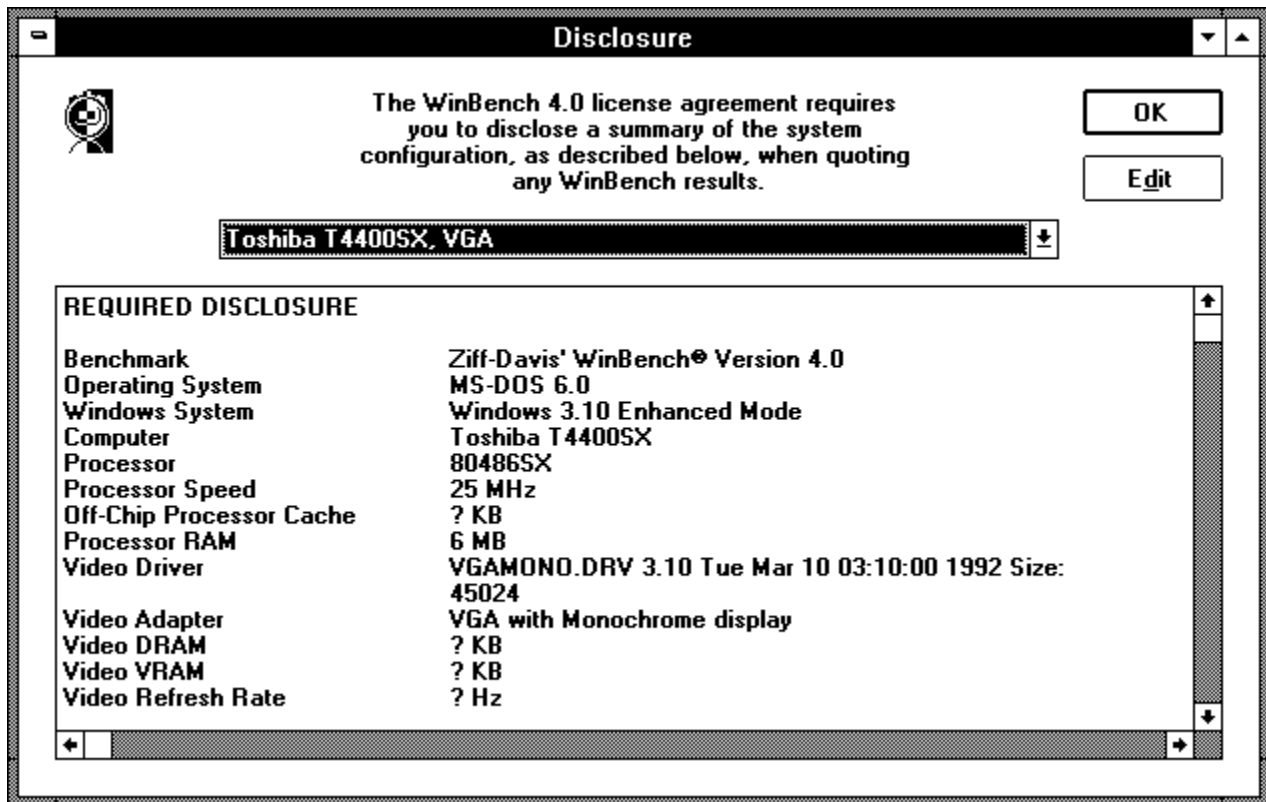 Disclosure
The WinBench 4.0 license agreement requires
you to disclose a summary of the system
configuration, as described below, when quoting
any WinBench results.
OK
Edit
Toshiba T4400SX, VGA
REQUIRED DISCLOSURE
Benchmark Ziff-Davis' WinBench® Version 4.0
Operating System MS-DOS 6.0
Windows System Windows 3.10 Enhanced Mode
Computer Toshiba T4400SX
Processor 80486SX
Processor Speed 25 MHz
Off-Chip Processor Cache ? KB
Processor RAM 6 MB
Video Driver VGAMONO.DRV 3.10 Tue Mar 10 03:10:00 1992 Size:
45024
Video Adapter VGA with Monochrome display
Video DRAM ? KB
Video VRAM ? KB
Video Refresh Rate ? Hz